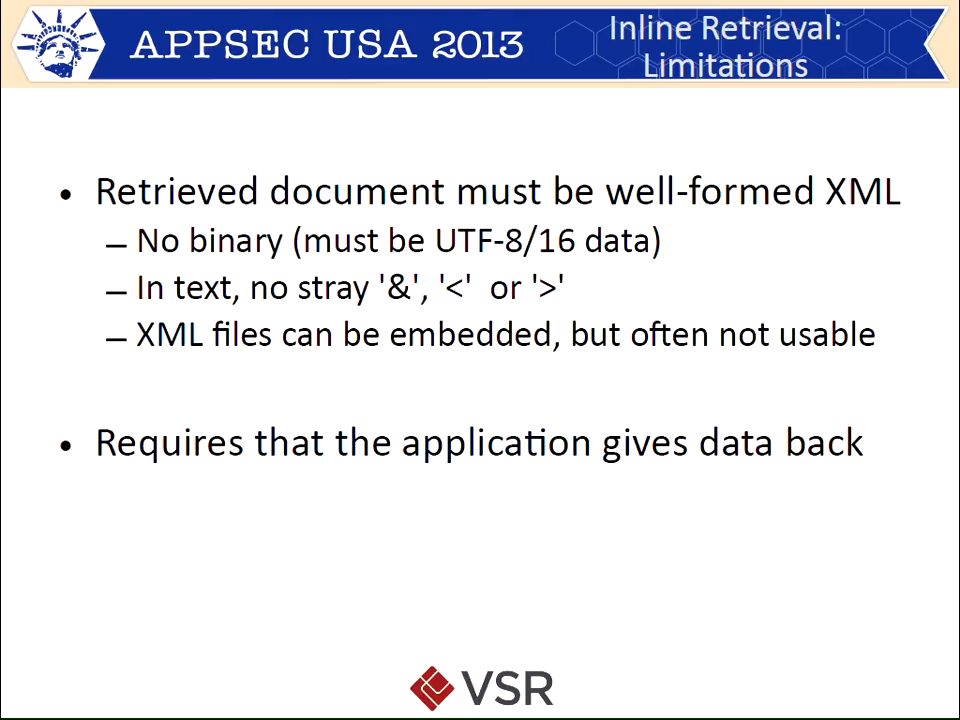 APPSEC USA 2013
Inline Retrieval:
Limitations
• Retrieved document must be well-formed XML
– No binary (must be UTF-8/16 data)
– In text, no stray '&', '<' or '>'
– XML files can be embedded, but often not usable
• Requires that the application gives data back
VSR